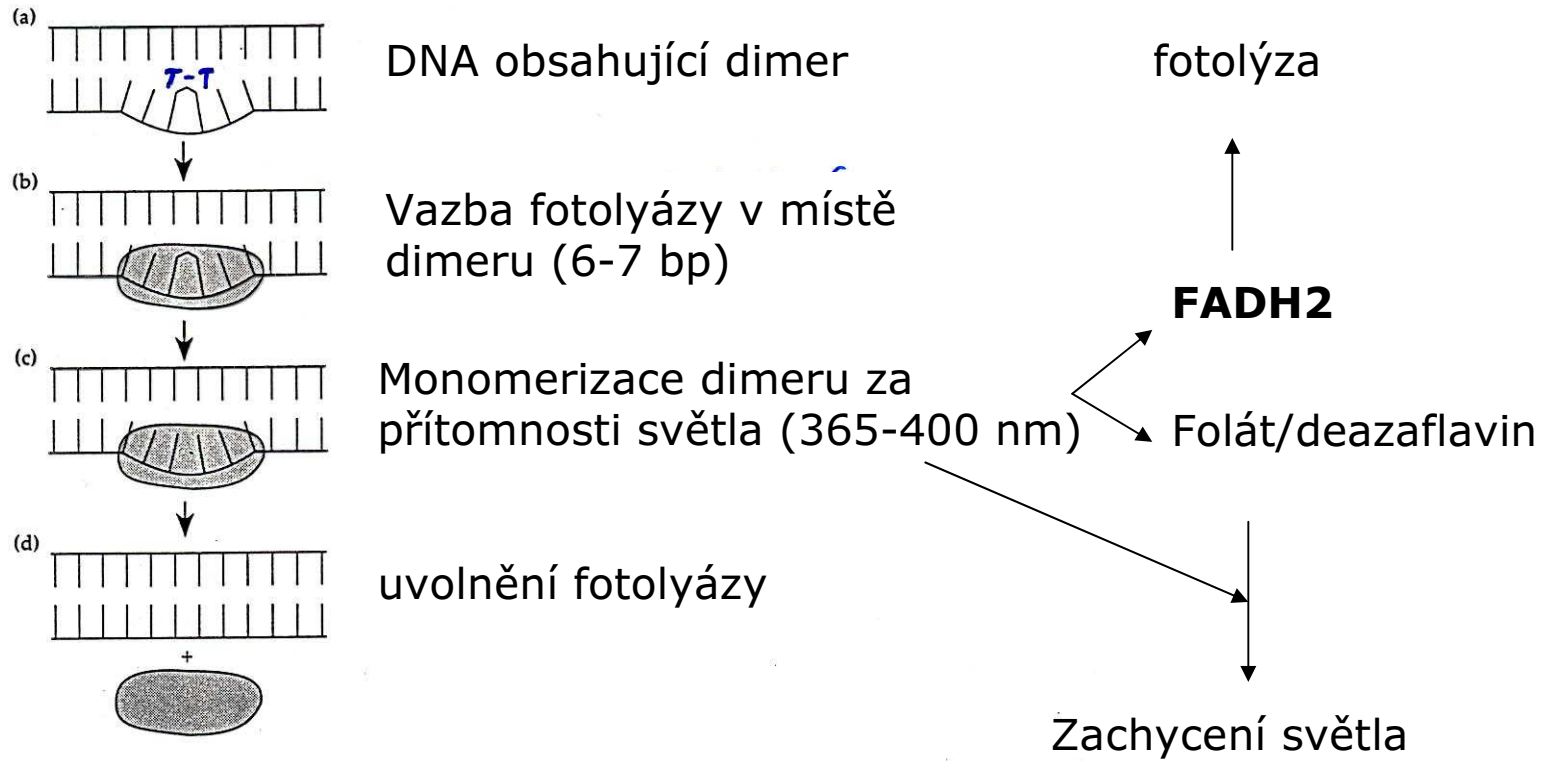 (a)
T-T
DNA obsahující dimer
fotolýza
(b)
Vazba fotolyázy v místě
dimeru (6-7 bp)
FADH2
(c)
Monomerizace dimeru za
přítomnosti světla (365-400 nm)
Folát/deazaflavin
(d)
uvolnění fotolyázy
+
Zachycení světla